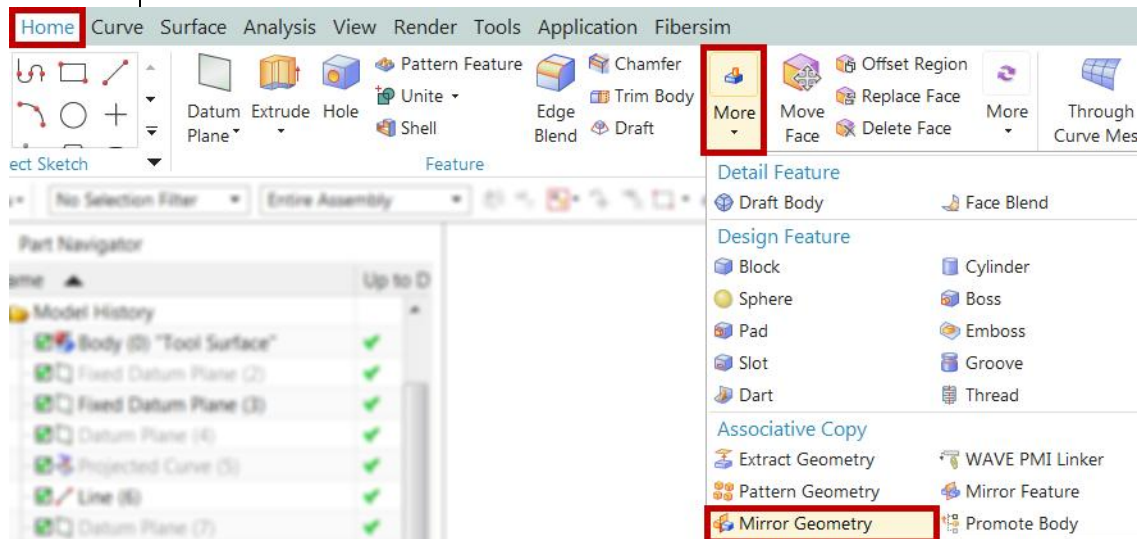 Home Curve Surface Analysis View Render Tools Application Fibersim
Pattern Feature Chamfer Offset Region
Unite Trim Body Replace Face
Shell Draft Delete Face
Datum Plane Extrude Hole Edge Blend More Move Face More Through Curve Mes
ect Sketch Feature
No Selection Filter Entire Assembly
Part Navigator
ame Up to D
Model History
Body (0) "Tool Surface"
Fixed Datum Plane (2)
Fixed Datum Plane (3)
Datum Plane (4)
Projected Curve (5)
Line (6)
Datum Plane (7)
Detail Feature
Draft Body Face Blend
Design Feature
Block Cylinder
Sphere Boss
Pad Emboss
Slot Groove
Dart Thread
Associative Copy
Extract Geometry WAVE PMI Linker
Pattern Geometry Mirror Feature
Mirror Geometry Promote Body